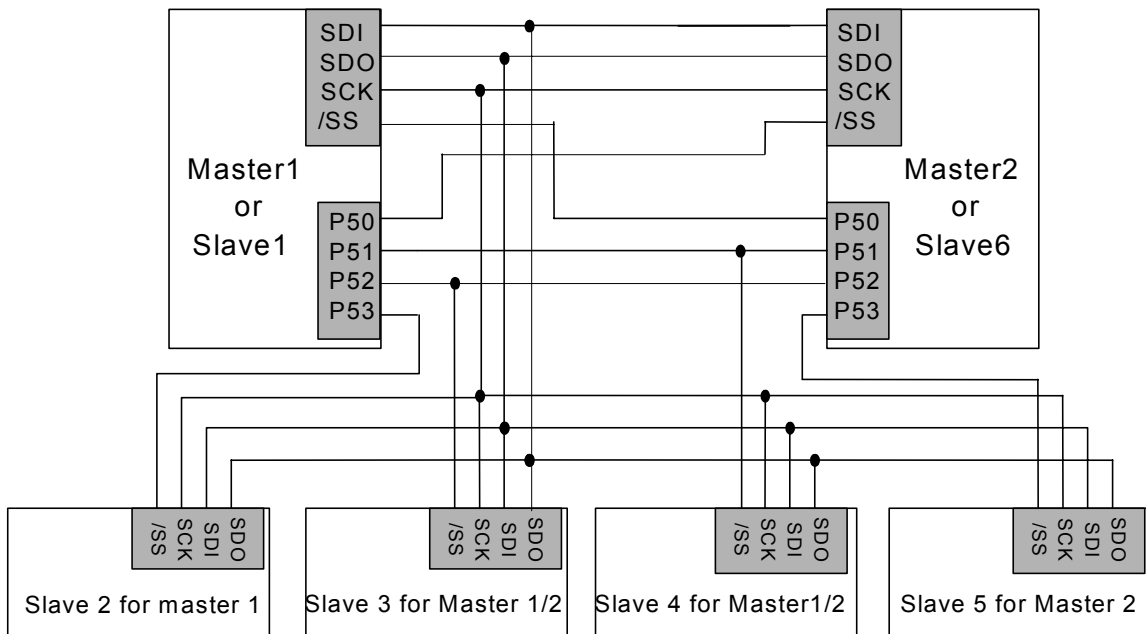 SDI
SDO
SCK
/SS
Master1
or
Slave1
P50
P51
P52
P53
SDI
SDO
SCK
/SS
Master2
or
Slave6
P50
P51
P52
P53
/SS
SCK
SDI
SDO
Slave 2 for master 1
/SS
SCK
SDI
SDO
Slave 3 for Master 1/2
/SS
SCK
SDI
SDO
Slave 4 for Master1/2
/SS
SCK
SDI
SDO
Slave 5 for Master 2